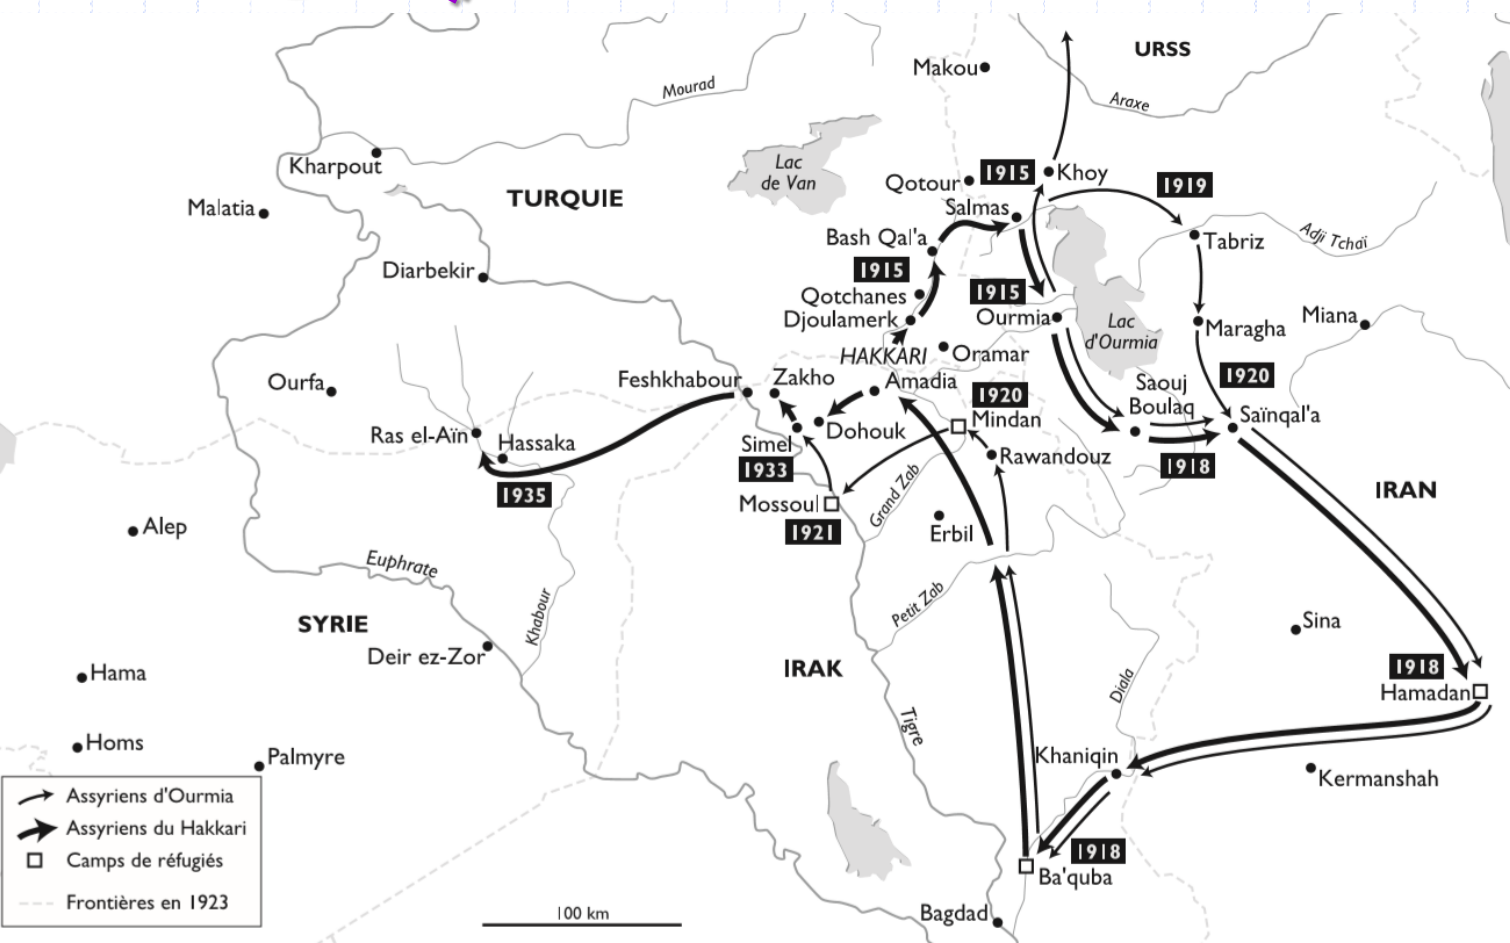 URSS
Makou
Mourad
Araxe
Kharpout
Lac
de Van
Qotour
1915
Khoy
1919
TURQUIE
Malatia
Salmas
Bash Qal'a
Tabriz
Adji Tchaï
Diarbekir
1915
Qotchanes
1915
Djoulamerk
Ourmia
Lac
d'Ourmia
Maragha
Miana
HAKKARI
Oramar
Ourfa
Feshkhabour
Zakho
Amadia
1920
Mindan
Saouj
Boulaq
1920
Saïnqal'a
Ras el-Aïn
Hassaka
Simel
Dohouk
Rawandouz
1933
1918
1935
Mossoul
Grand Zab
IRAN
Alep
1921
Erbil
Euphrate
Petit Zab
Khabour
SYRIE
Sina
Deir ez-Zor
IRAK
1918
Hama
Hamadan
Diala
Tigre
Homs
Palmyre
Khaniqin
Kermanshah
Assyriens d'Ourmia
Assyriens du Hakkari
Camps de réfugiés
Frontières en 1923
1918
Ba'quba
100 km
Bagdad